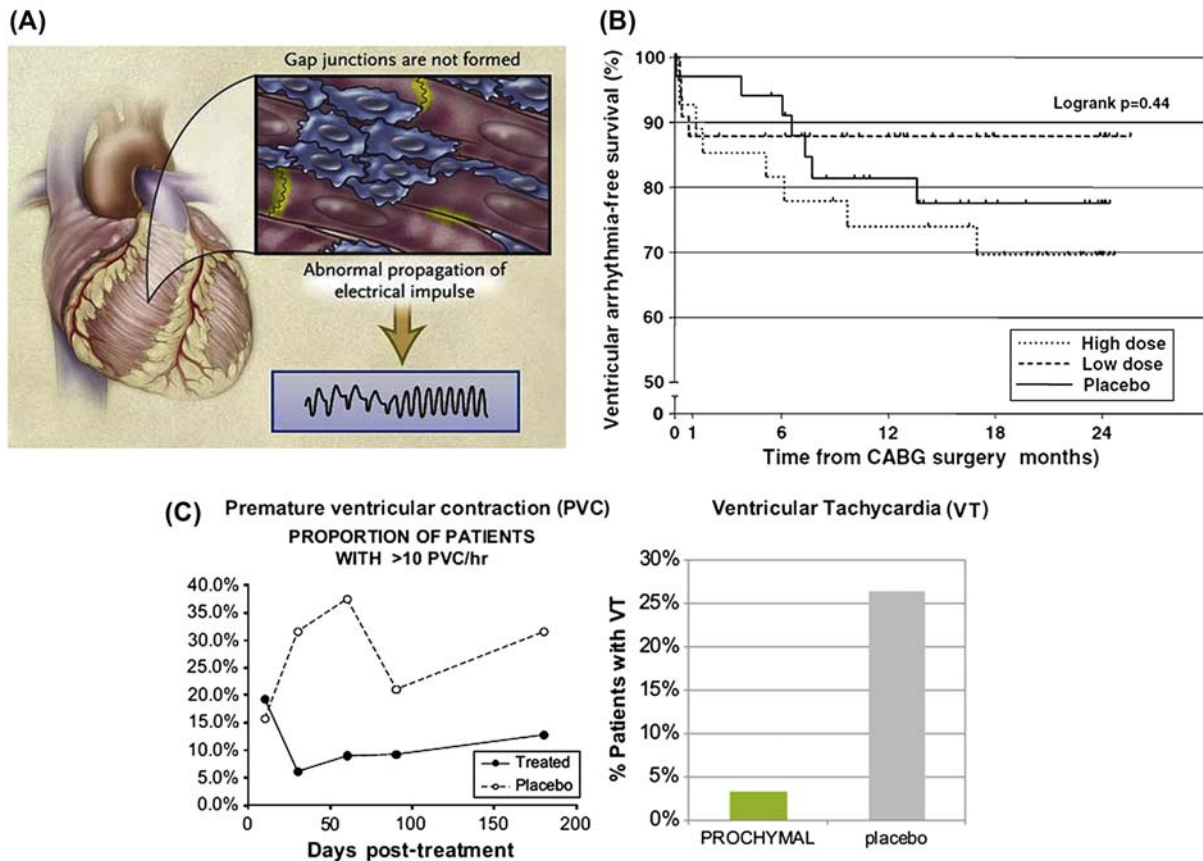 (A)
Gap junctions are not formed
Abnormal propagation of
electrical impulse
(B)
Ventricular arrhythmia-free survival (%)
100
90
80
70
60
50
0
Logrank p=0.44
High dose
Low dose
Placebo
0 1 6 12 18 24
Time from CABG surgery months)
(C)
Premature ventricular contraction (PVC)
PROPORTION OF PATIENTS
WITH >10 PVC/hr
40.0%
35.0%
30.0%
25.0%
20.0%
15.0%
10.0%
5.0%
0.0%
Treated
Placebo
0 50 100 150 200
Days post-treatment
Ventricular Tachycardia (VT)
% Patients with VT
30%
25%
20%
15%
10%
5%
0%
PROCHYMAL placebo